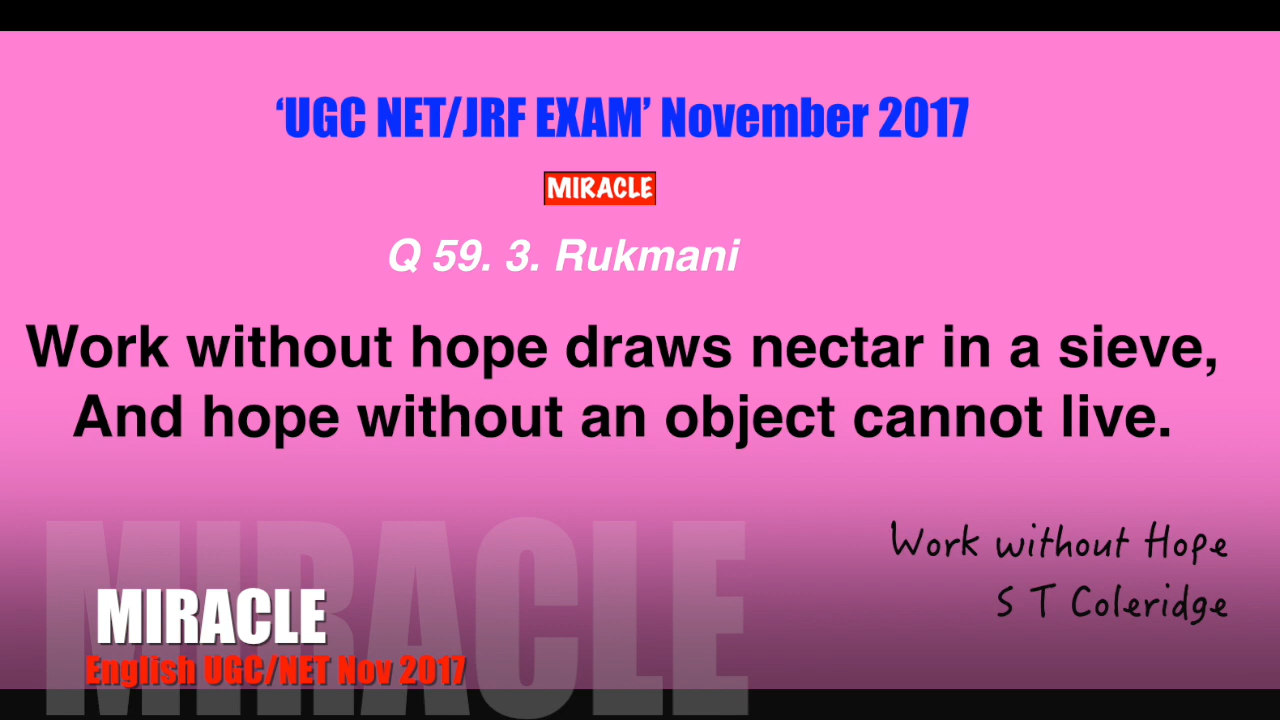 ‘UGC NET/JRF EXAM’ November 2017
MIRACLE
Q 59. 3. Rukmani
Work without hope draws nectar in a sieve,
And hope without an object cannot live.
Work without Hope
S T Coleridge
MIRACLE
MIRACLE
English UGC/NET Nov 2017